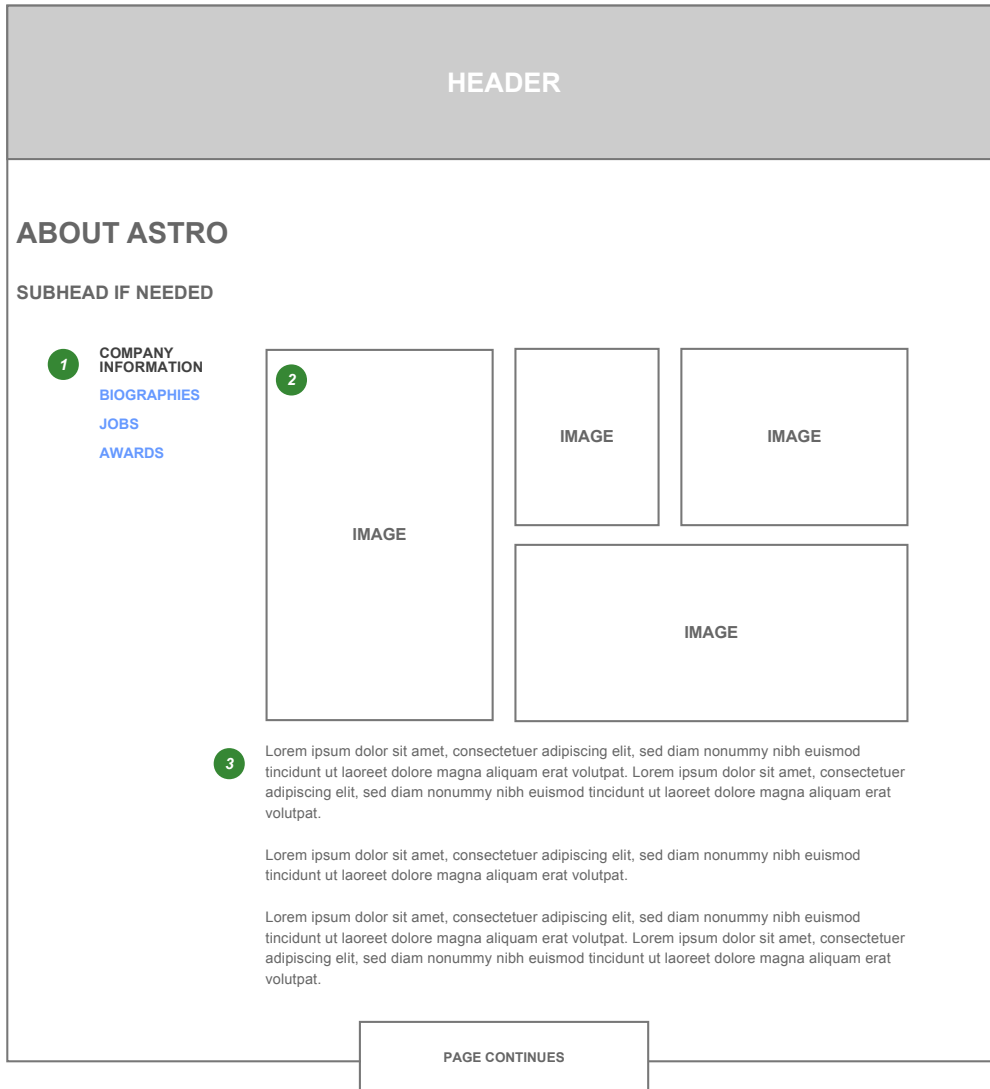 HEADER
ABOUT ASTRO
SUBHEAD IF NEEDED
1
COMPANY
INFORMATION
BIOGRAPHIES
JOBS
AWARDS
2
IMAGE
IMAGE
IMAGE
IMAGE
3
Lorem ipsum dolor sit amet, consectetuer adipiscing elit, sed diam nonummy nibh euismod
tincidunt ut laoreet dolore magna aliquam erat volutpat. Lorem ipsum dolor sit amet, consectetuer
adipiscing elit, sed diam nonummy nibh euismod tincidunt ut laoreet dolore magna aliquam erat
volutpat.
Lorem ipsum dolor sit amet, consectetuer adipiscing elit, sed diam nonummy nibh euismod
tincidunt ut laoreet dolore magna aliquam erat volutpat.
Lorem ipsum dolor sit amet, consectetuer adipiscing elit, sed diam nonummy nibh euismod
tincidunt ut laoreet dolore magna aliquam erat volutpat. Lorem ipsum dolor sit amet, consectetuer
adipiscing elit, sed diam nonummy nibh euismod tincidunt ut laoreet dolore magna aliquam erat
volutpat.
PAGE CONTINUES